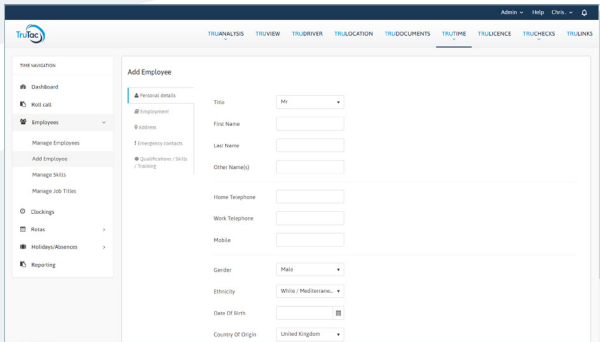 Admin Help Chris.
TruTac
TRUANALYSIS TRUVIEW TRUDRIVER TRULOCATION TRUDOCUMENTS TRUTIME TRULICENCE TRUCHECKS TRULINKS
TIME NAVIGATION
Dashboard
Roll call
Employees
Manage Employees
Add Employee
Manage Skills
Manage Job Titles
Clockings
Rotas
Holidays/Absences
Reporting
Add Employee
Personal details
Employment
Address
Emergency contacts
Qualifications / Skills
/ Training
Title Mr
First Name
Last Name
Other Name(s)
Home Telephone
Work Telephone
Mobile
Gender Male
Ethnicity White / Mediterrane...
Date Of Birth
Country Of Origin United Kingdom